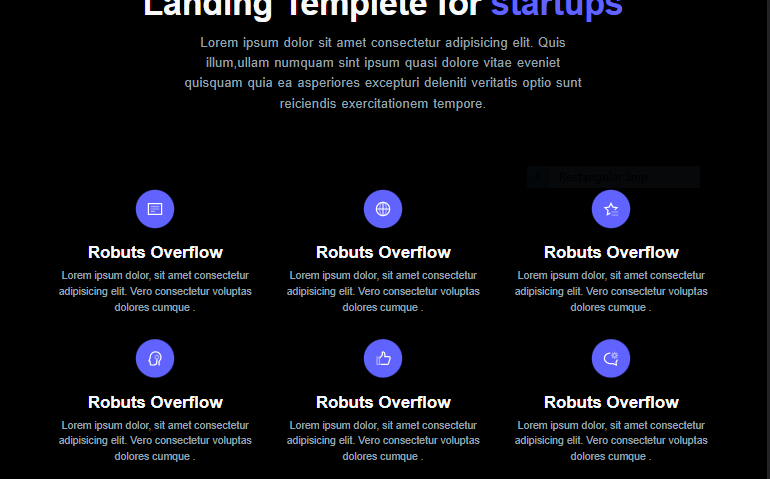 Landing Templete for startups
Lorem ipsum dolor sit amet consectetur adipisicing elit. Quis
illum,ullam numquam sint ipsum quasi dolore vitae eveniet
quisquam quia ea asperiores excepturi deleniti veritatis optio sunt
reiciendis exercitationem tempore.
Rectangular Snip
Robuts Overflow
Lorem ipsum dolor, sit amet consectetur
adipisicing elit. Vero consectetur voluptas
dolores cumque .
Robuts Overflow
Lorem ipsum dolor, sit amet consectetur
adipisicing elit. Vero consectetur voluptas
dolores cumque .
Robuts Overflow
Lorem ipsum dolor, sit amet consectetur
adipisicing elit. Vero consectetur voluptas
dolores cumque .
Robuts Overflow
Lorem ipsum dolor, sit amet consectetur
adipisicing elit. Vero consectetur voluptas
dolores cumque .
Robuts Overflow
Lorem ipsum dolor, sit amet consectetur
adipisicing elit. Vero consectetur voluptas
dolores cumque .
Robuts Overflow
Lorem ipsum dolor, sit amet consectetur
adipisicing elit. Vero consectetur voluptas
dolores cumque .